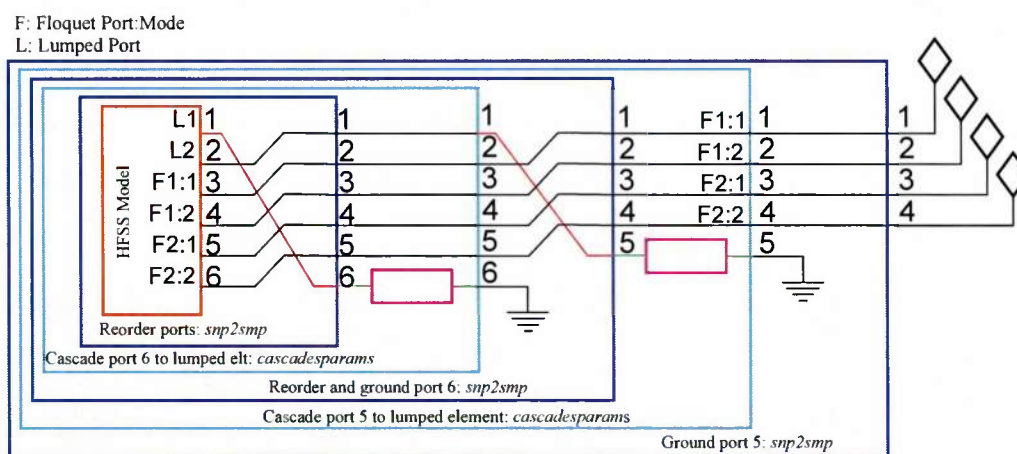 F: Floquet Port:Mode
L: Lumped Port
L1 1 1 1 1 F1:1 1 1
L2 2 2 2 2 F1:2 2 2
F1:1 3 3 3 3 F2:1 3 3
F1:2 4 4 4 4 F2:2 4 4
F2:1 5 5 5 5 5
F2:2 6 6 6
HFSS Model
Reorder ports: snp2smp
Cascade port 6 to lumped elt: cascadesparams
Reorder and ground port 6: snp2smp
Cascade port 5 to lumped element: cascadesparams
Ground port 5: snp2smp